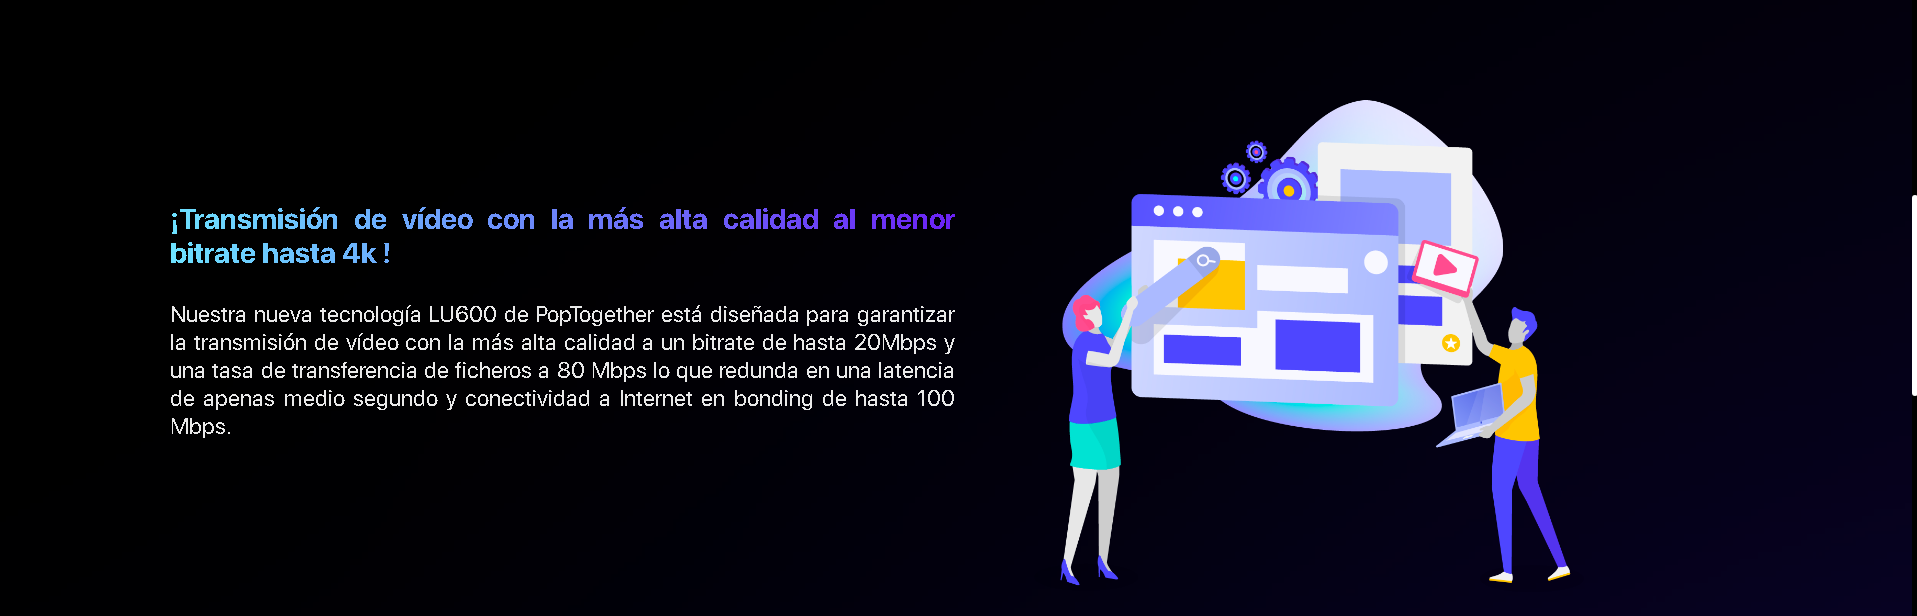 ¡Transmisión de vídeo con la más alta calidad al menor
bitrate hasta 4k !
Nuestra nueva tecnología LU600 de PopTogether está diseñada para garantizar
la transmisión de vídeo con la más alta calidad a un bitrate de hasta 20Mbps y
una tasa de transferencia de ficheros a 80 Mbps lo que redunda en una latencia
de apenas medio segundo y conectividad a Internet en bonding de hasta 100
Mbps.